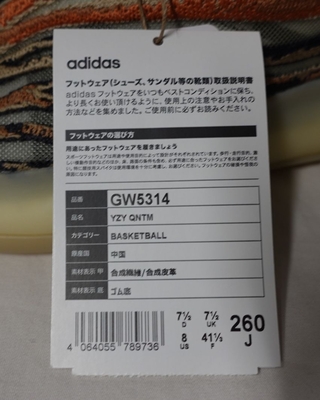 adidas
フットウェア(シューズ、サンダル等の靴類)取扱説明書
adidas フットウェアをいつもベストコンディションに保ち、
より長くお使い頂けるように、使用上の注意やお手入れの
方法などを集めました。ご使用前に必ずお読みください。
フットウェアの選び方
用途にあったフットウェアを履きましょう
品番 GW5314
品名 YZY QNTM
カテゴリー BASKETBALL
原産国 中国
素材表示 甲 合成繊維/合成皮革
素材表示 底 ゴム底
7½ 7½ 260
D UK J
8 41⅓
US F
4 064055 789736